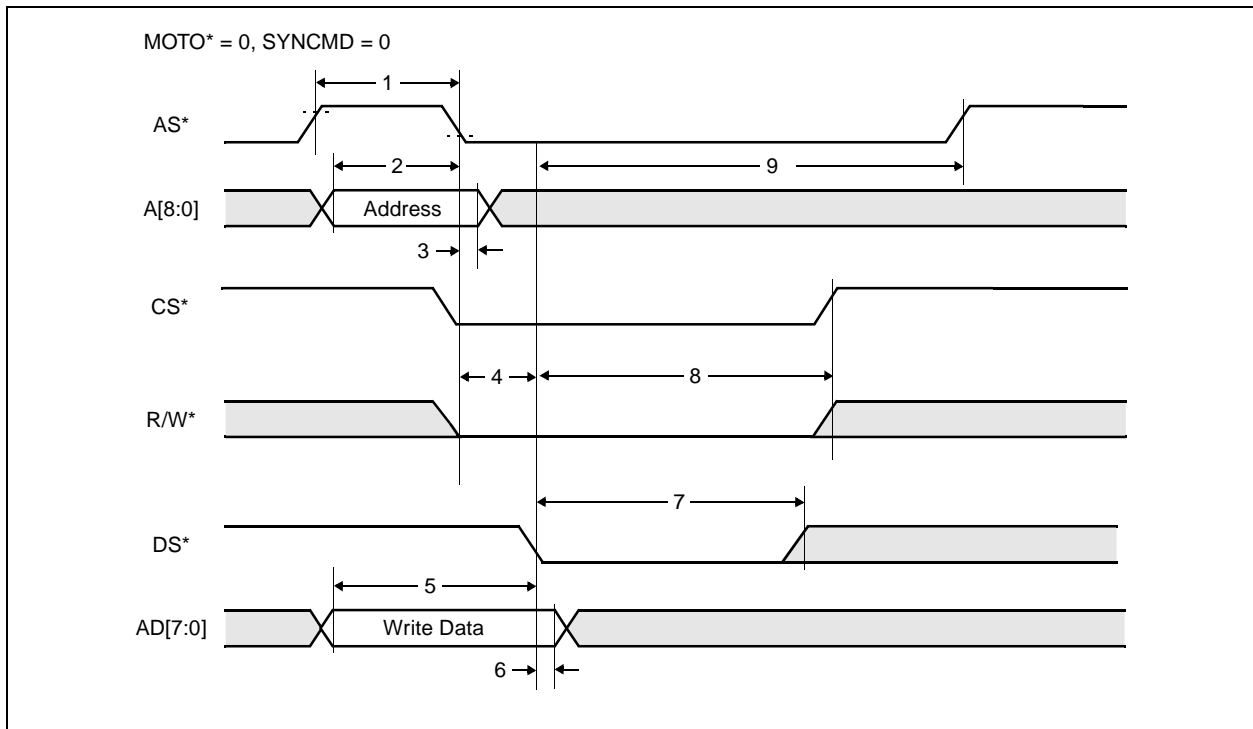 MOTO* = 0, SYNCMD = 0
1
AS*
2
9
A[8:0]
Address
3
CS*
4
8
R/W*
7
DS*
5
AD[7:0]
Write Data
6